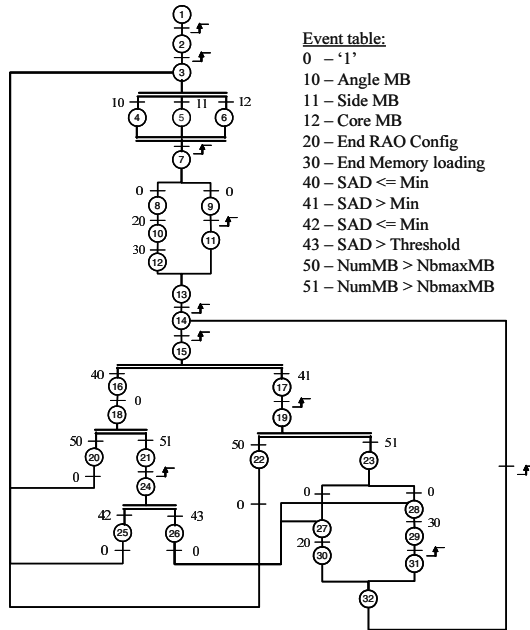 1
2
3
10 11 12
4 5 6
7
0 0
8 9
20
10 11
30
12
13
14
15
40 41
16 17
0
18 19
50 51 50 51
20 21 22 23
0
24
0 0 0
28
42 43
27 30
25 26 29
20
0 0 30 31
32
Event table:
0 – ‘1’
10 – Angle MB
11 – Side MB
12 – Core MB
20 – End RAO Config
30 – End Memory loading
40 – SAD <= Min
41 – SAD > Min
42 – SAD <= Min
43 – SAD > Threshold
50 – NumMB > NbmaxMB
51 – NumMB > NbmaxMB